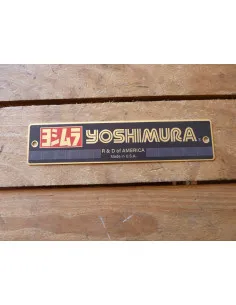 ヨシムラ YOSHIMURA
R & D of AMERICA
Made in U.S.A.